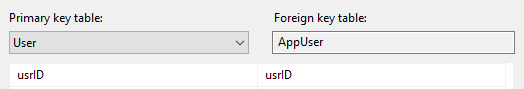 Primary key table: Foreign key table:
User AppUser
usrID usrID